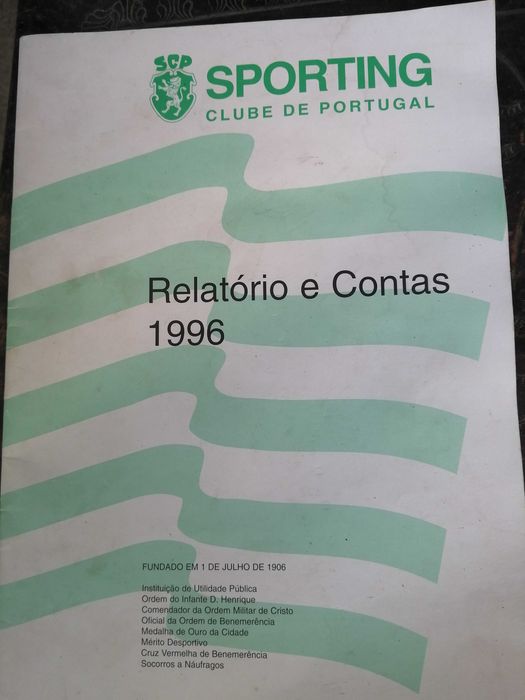 SCP
SPORTING
CLUBE DE PORTUGAL
Relatório e Contas
1996
FUNDADO EM 1 DE JULHO DE 1906
Instituição de Utilidade Pública
Ordem do Infante D. Henrique
Comendador da Ordem Militar de Cristo
Oficial da Ordem de Benemerência
Medalha de Ouro da Cidade
Mérito Desportivo
Cruz Vermelha de Benemerência
Socorros a Náufragos